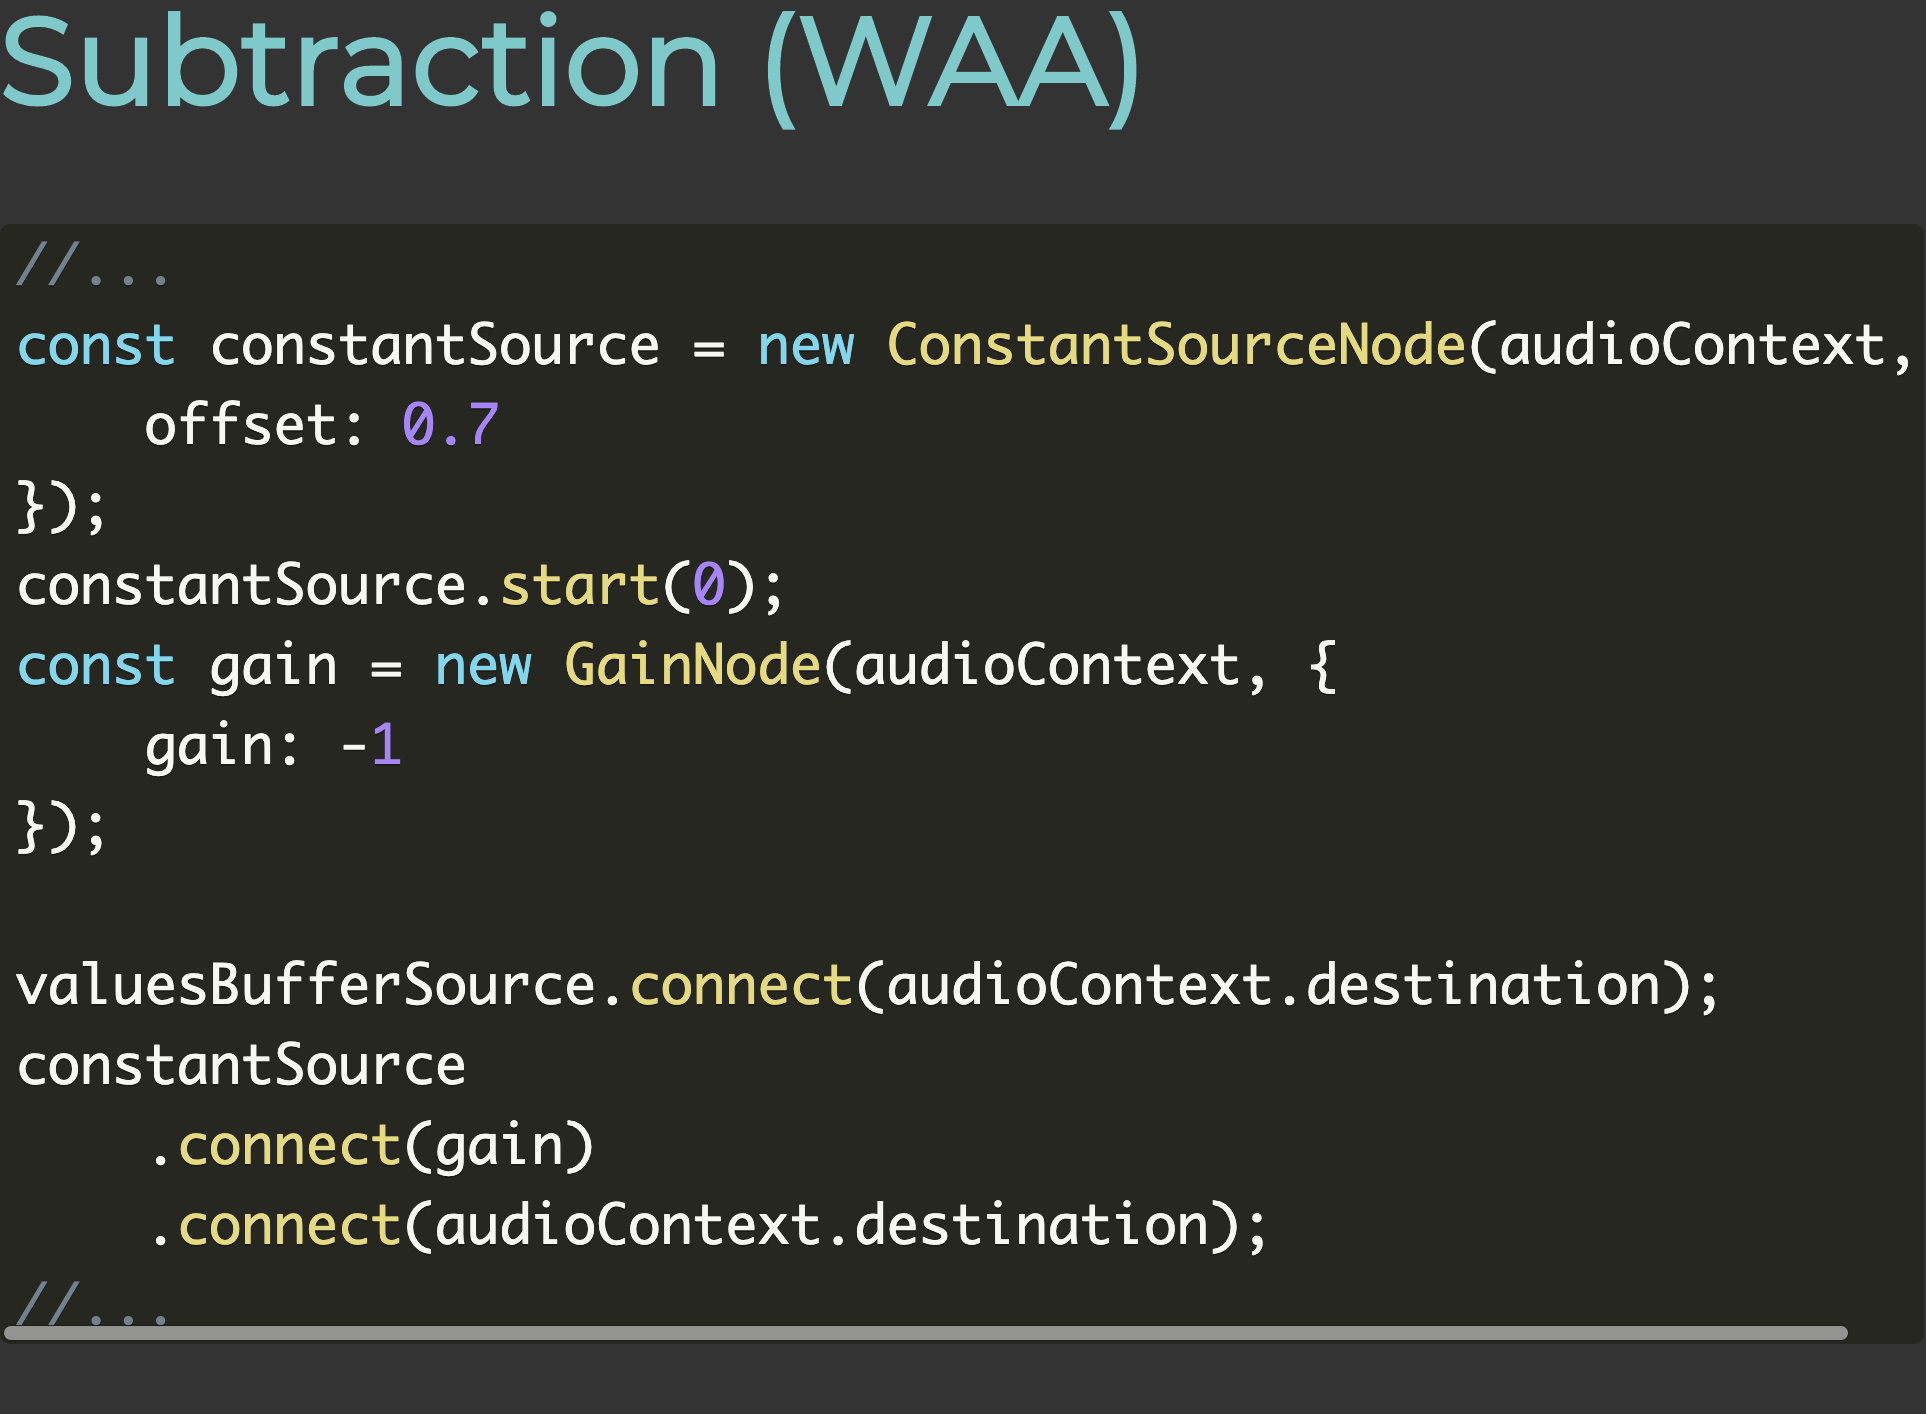 Subtraction (WAA)
//...
const constantSource = new ConstantSourceNode(audioContext,
    offset: 0.7
});
constantSource.start(0);
const gain = new GainNode(audioContext, {
    gain: -1
});

valuesBufferSource.connect(audioContext.destination);
constantSource
    .connect(gain)
    .connect(audioContext.destination);
//...